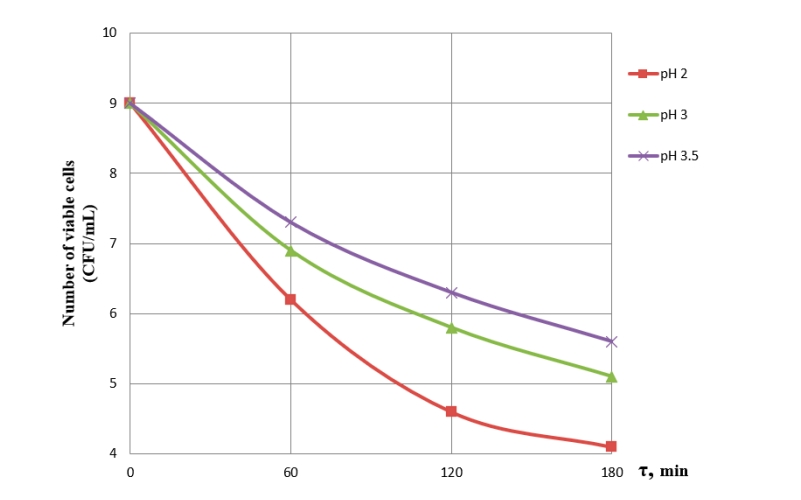 10
9
8
7
6
5
4
Number of viable cells
(CFU/mL)
0
60
120
180
τ, min
pH 2
pH 3
pH 3.5